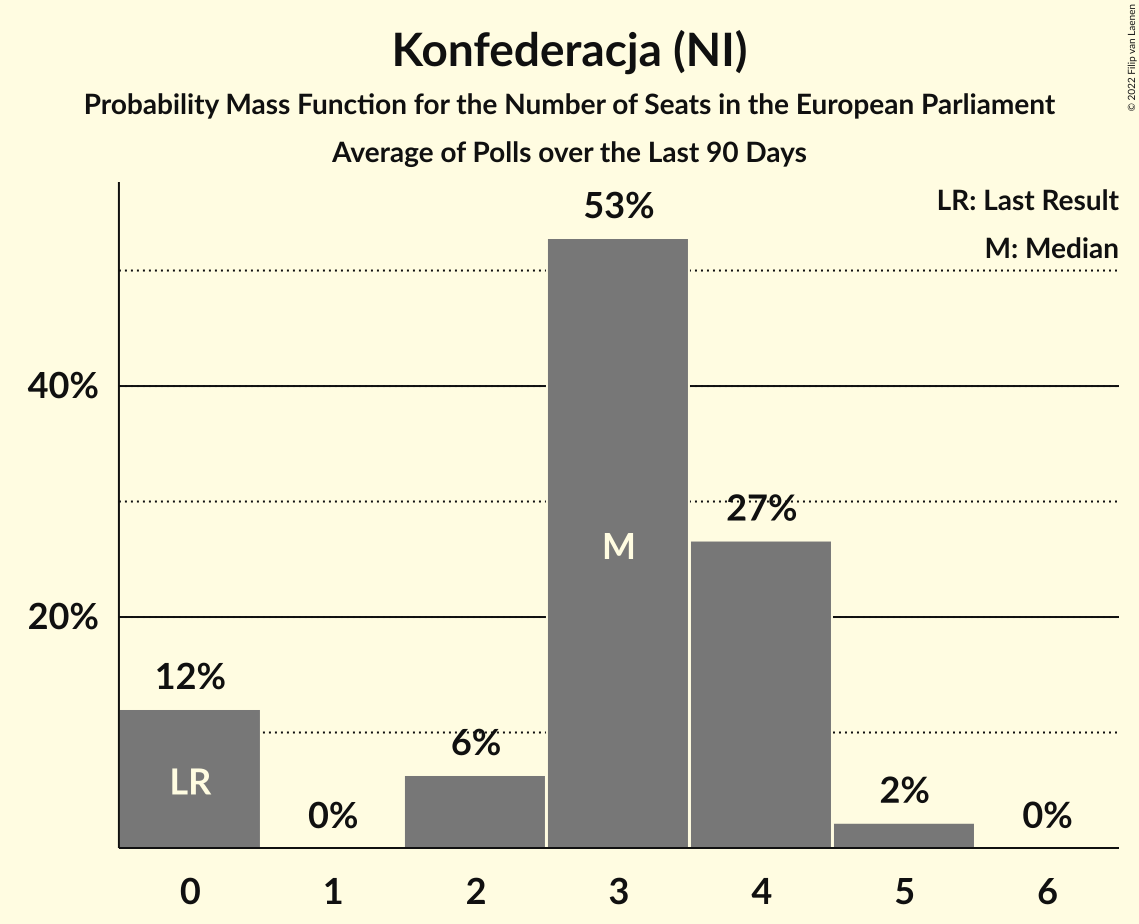 Konfederacja (NI)
Probability Mass Function for the Number of Seats in the European Parliament
Average of Polls over the Last 90 Days
© 2022 Filip van Laenen
LR: Last Result
M: Median
53%
40%
27%
M
20%
12%
6%
LR
2%
0%
0%
0 1 2 3 4 5 6